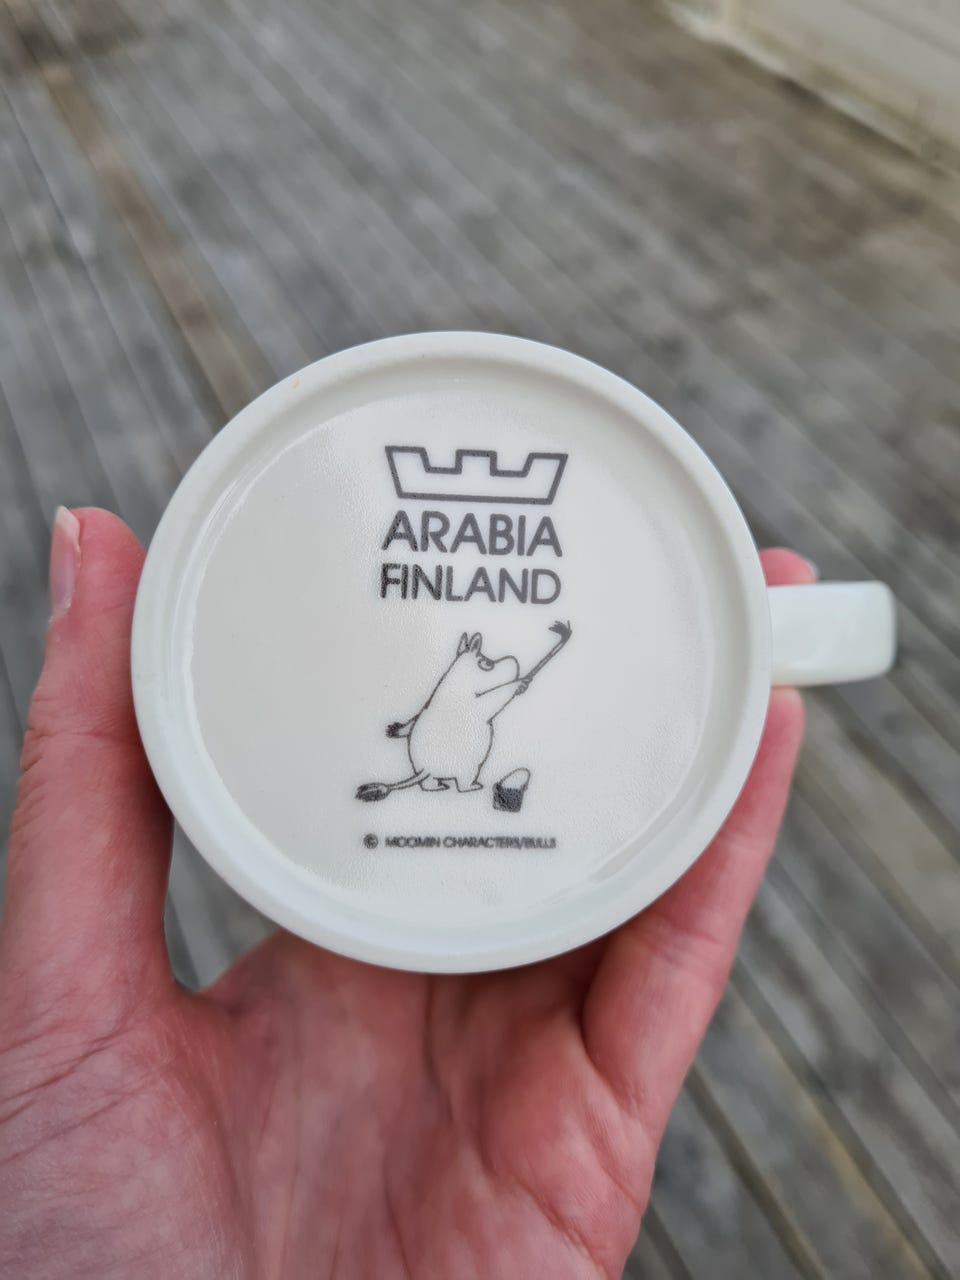 ARABIA
FINLAND
© MOOMIN CHARACTERS/BULLS